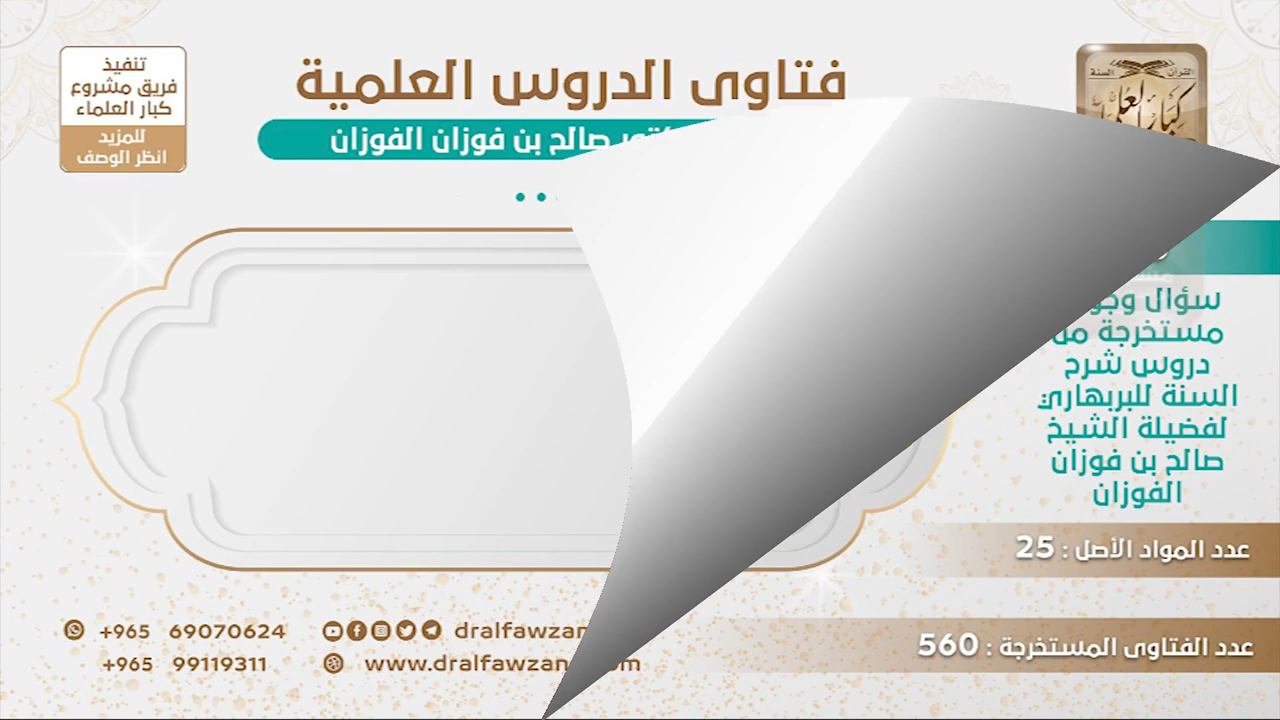 القرآن السنة
كبار العلماء
فتاوى الدروس العلمية
صالح بن فوزان الفوزان
تنفيذ
فريق مشروع
كبار العلماء
للمزيد
انظر الوصف
سؤال
مستخرجة من
دروس شرح
السنة للبربهاري
لفضيلة الشيخ
صالح بن فوزان
الفوزان
عدد المواد الأصل : 25
عدد الفتاوى المستخرجة : 560
+965 69070624
+965 99119311
dralfawzan
www.dralfawzan